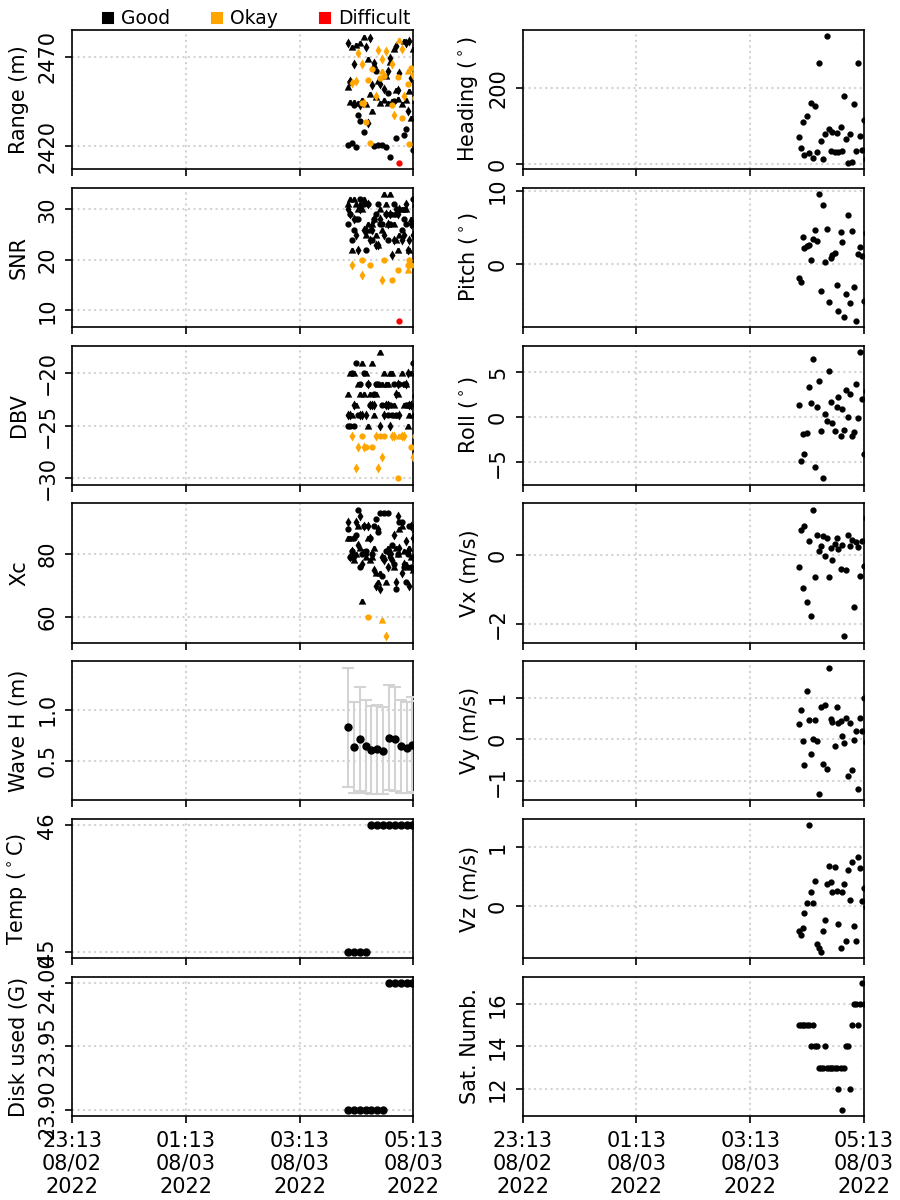 Good Okay Difficult
Range (m)
2470
2420
Heading (°)
200
0
SNR
30
20
10
Pitch (°)
10
0
DBV
−20
−25
−30
Roll (°)
5
0
−5
Xc
80
60
Vx (m/s)
0
−2
Wave H (m)
1.0
0.5
Vy (m/s)
1
0
−1
Temp (°C)
46
45
Vz (m/s)
1
0
Disk used (G)
24.00
23.95
23.90
Sat. Numb.
16
14
12
23:13 01:13 03:13 05:13 23:13 01:13 03:13 05:13
08/02 08/03 08/03 08/03 08/02 08/03 08/03 08/03
2022 2022 2022 2022 2022 2022 2022 2022